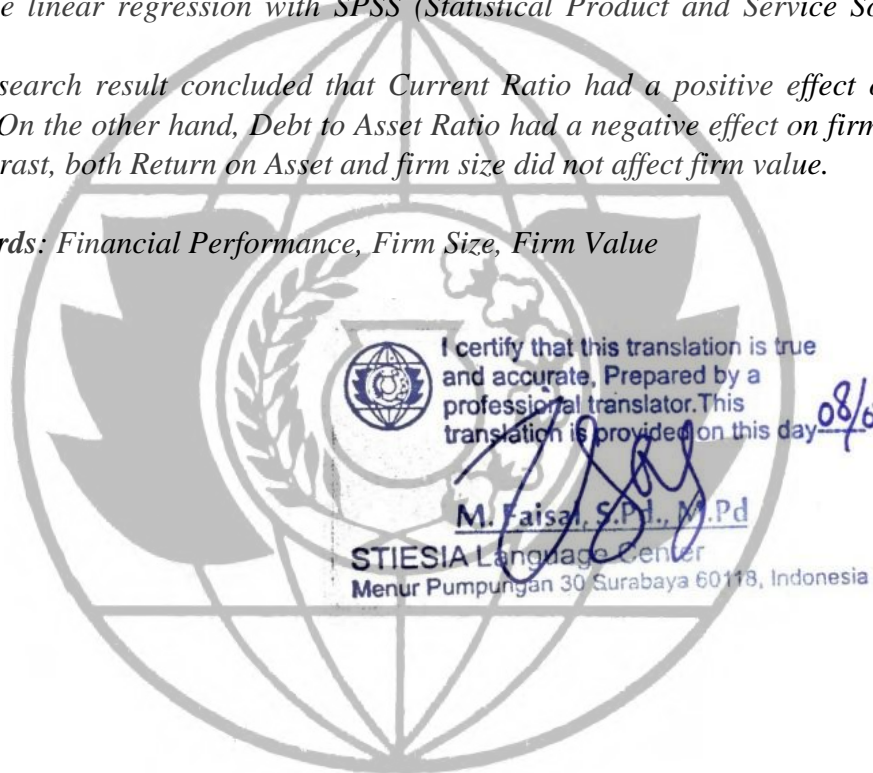 e linear regression with SPSS (Statistical Product and Service So
search result concluded that Current Ratio had a positive effect
On the other hand, Debt to Asset Ratio had a negative effect on firm
rast, both Return on Asset and firm size did not affect firm value.
rds: Financial Performance, Firm Size, Firm Value
I certify that this translation is true
and accurate, Prepared by a
professional translator. This
translation is provided on this day 08/
M. Faisal, S.Pd., M.Pd
STIESIA Language Center
Menur Pumpungan 30 Surabaya 60118, Indonesia